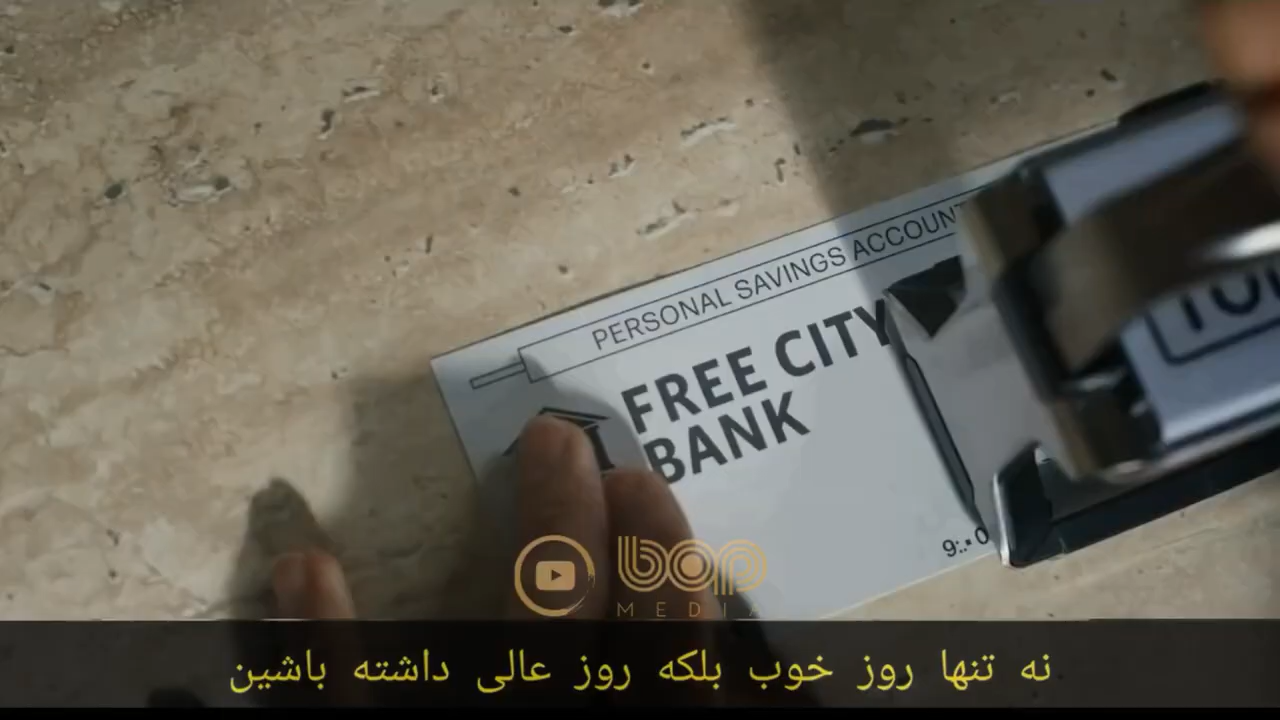 PERSONAL SAVINGS ACCOUNT
FREE CITY
BANK
bop
MEDIA
نه تنها روز خوب بلکه روز عالی داشته باشین